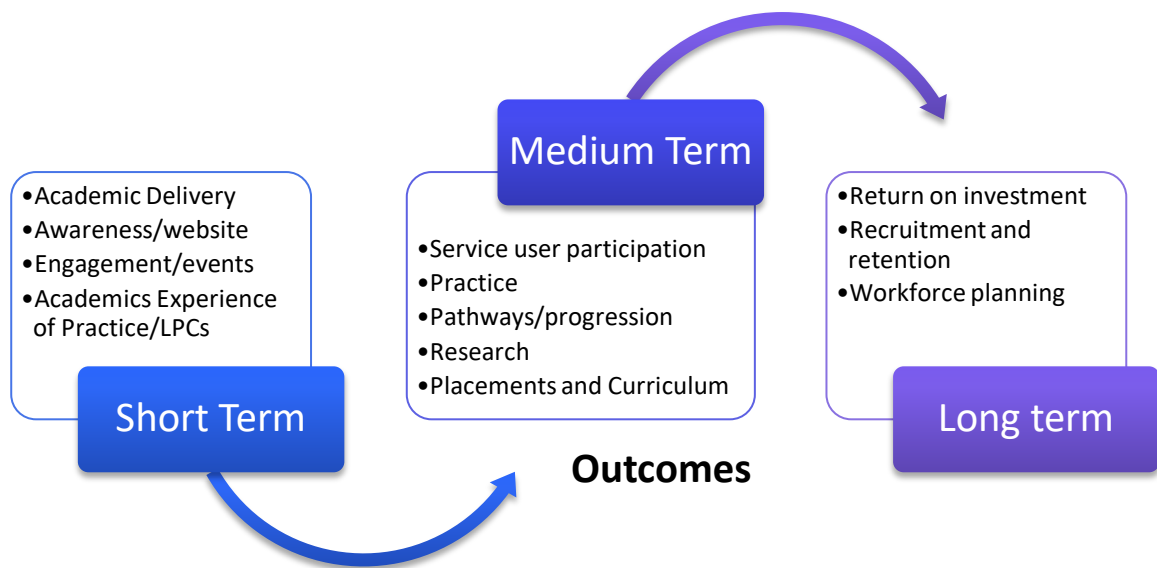 •Academic Delivery
•Awareness/website
•Engagement/events
•Academics Experience
of Practice/LPCs
Short Term
Medium Term
•Service user participation
•Practice
•Pathways/progression
•Research
•Placements and Curriculum
•Return on investment
•Recruitment and
retention
•Workforce planning
Long term
Outcomes